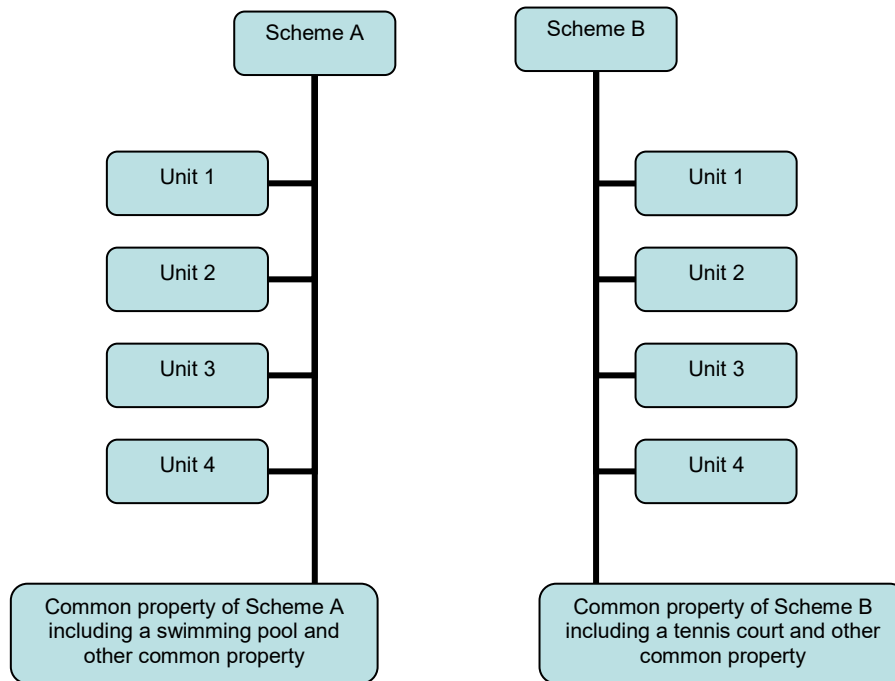 Scheme A
Unit 1
Unit 2
Unit 3
Unit 4
Common property of Scheme A
including a swimming pool and
other common property
Scheme B
Unit 1
Unit 2
Unit 3
Unit 4
Common property of Scheme B
including a tennis court and other
common property